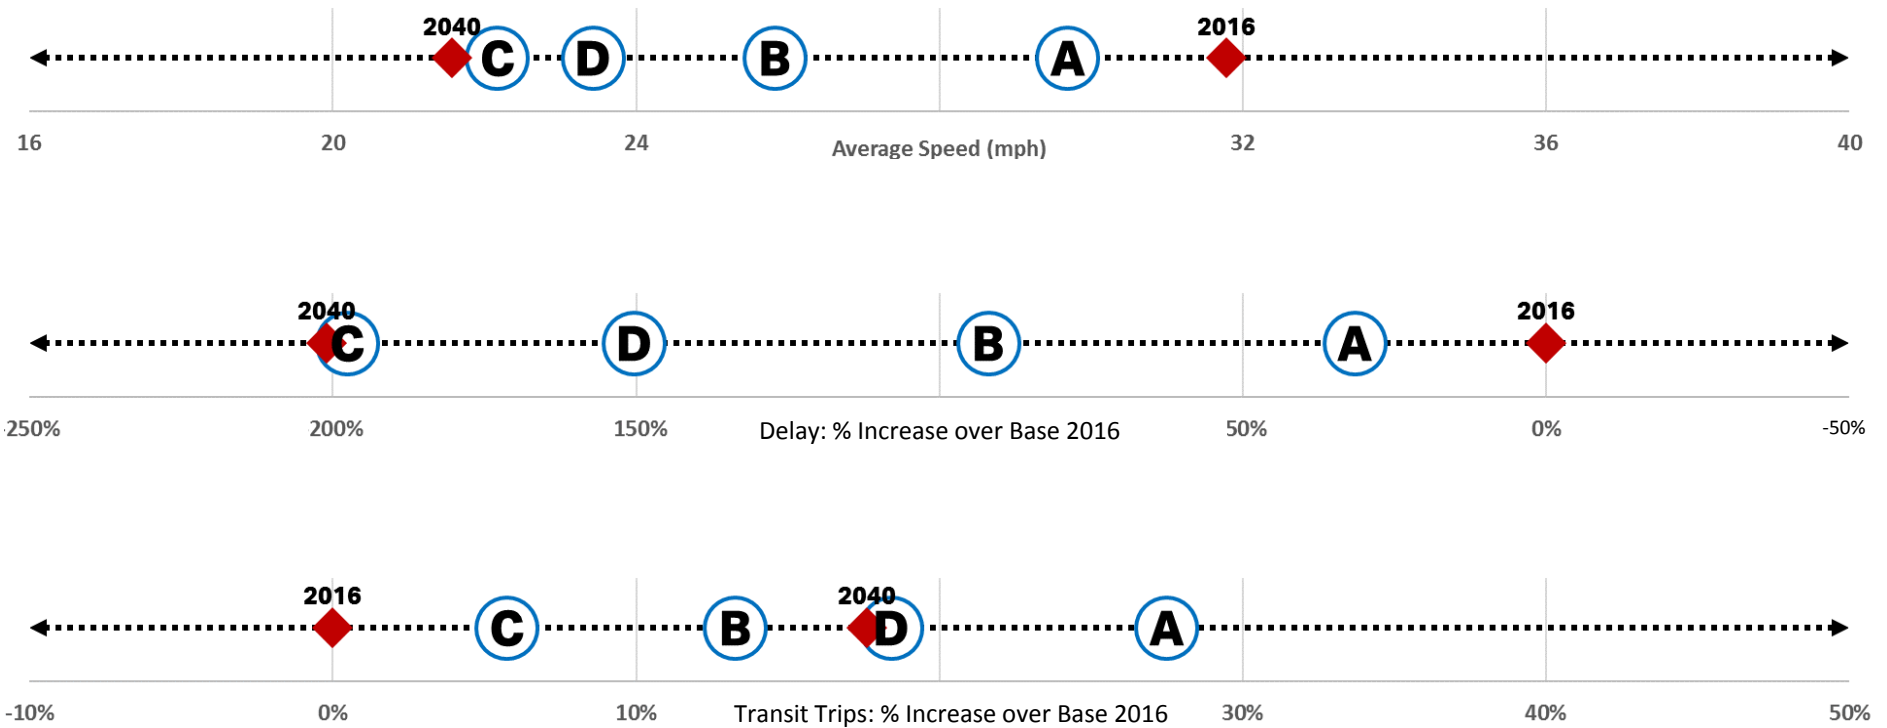 2040 2016
C D B A
16 20 24 Average Speed (mph) 32 36 40
2040 2016
C D B A
-250% 200% 150% Delay: % Increase over Base 2016 50% 0% -50%
2016 2040
C B D A
-10% 0% 10% Transit Trips: % Increase over Base 2016 30% 40% 50%